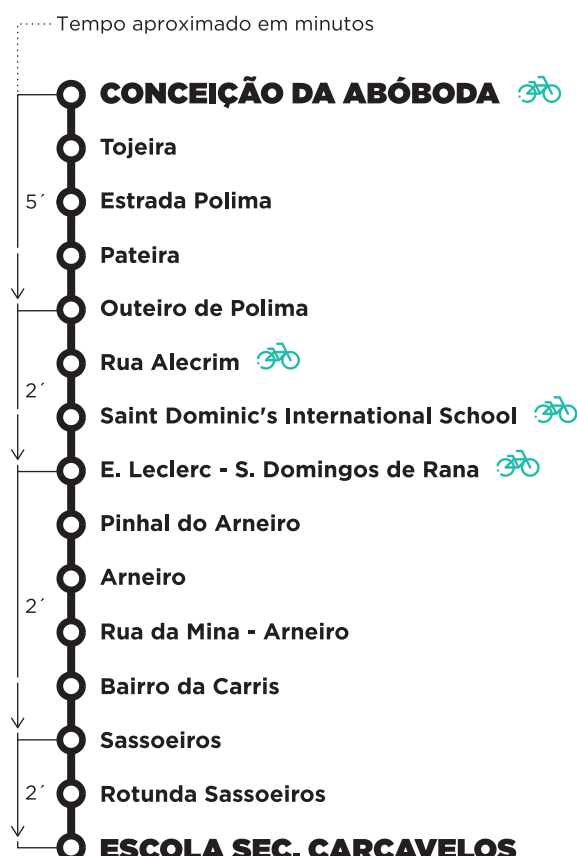 Tempo aproximado em minutos
CONCEIÇÃO DA ABÓBODA
Tojeira
5´ Estrada Polima
Pateira
Outeiro de Polima
Rua Alecrim
2´
Saint Dominic's International School
E. Leclerc - S. Domingos de Rana
Pinhal do Arneiro
Arneiro
2´
Rua da Mina - Arneiro
Bairro da Carris
Sassoeiros
2´ Rotunda Sassoeiros
ESCOLA SEC. CARCAVELOS